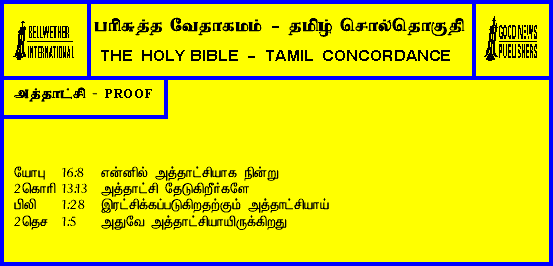 BELLWETHER
INTERNATIONAL
பரிசுத்த வேதாகமம் - தமிழ் சொல்தொகுதி
THE HOLY BIBLE - TAMIL CONCORDANCE
GOOD NEWS
PUBLISHERS
அத்தாட்சி - PROOF
யோபு 16:8 என்னில் அத்தாட்சியாக நின்று
2கொரி 13:13 அத்தாட்சி தேடுகிறீர்களே
பிலி 1:28 இரட்சிக்கப்படுகிறதற்கும் அத்தாட்சியாய்
2தெச 1:5 அதுவே அத்தாட்சியாயிருக்கிறது